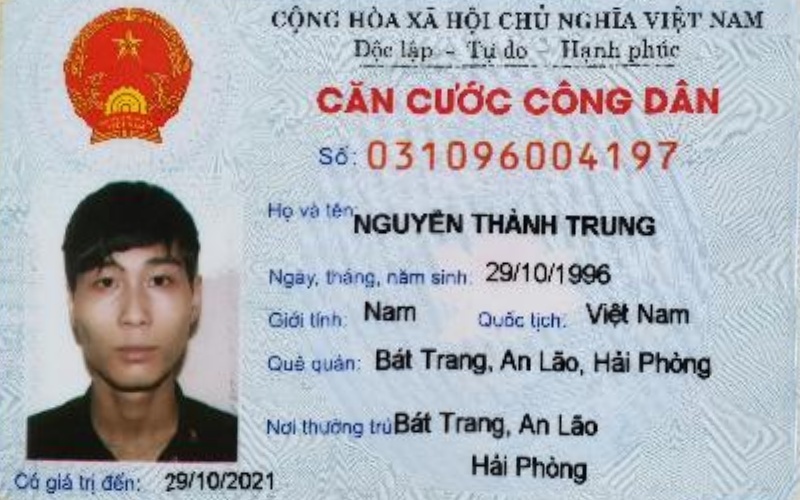 CỘNG HÒA XÃ HỘI CHỦ NGHĨA VIỆT NAM
Độc lập - Tự do - Hạnh phúc
CĂN CƯỚC CÔNG DÂN
Số: 031096004197
Họ và tên: NGUYỄN THÀNH TRUNG
Ngày, tháng, năm sinh: 29/10/1996
Giới tính: Nam Quốc tịch: Việt Nam
Quê quán: Bát Trang, An Lão, Hải Phòng
Nơi thường trú: Bát Trang, An Lão
Hải Phòng
Có giá trị đến: 29/10/2021